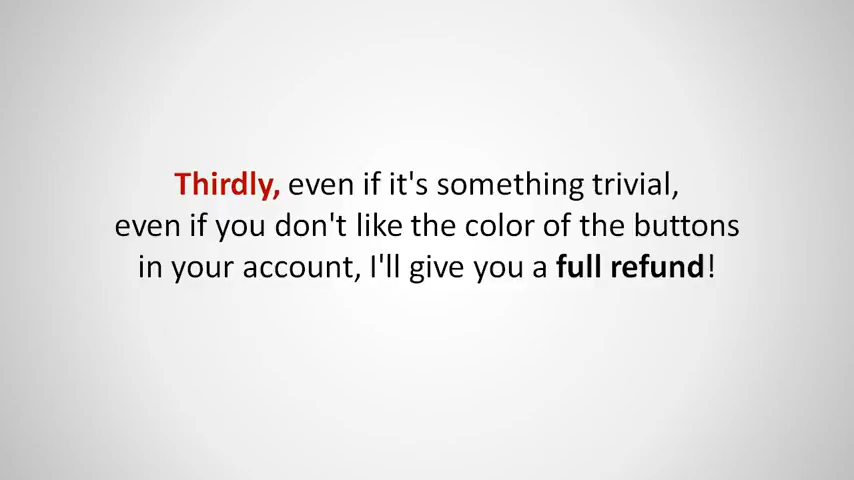 Thirdly, even if it's something trivial,
even if you don't like the color of the buttons
in your account, I'll give you a full refund!